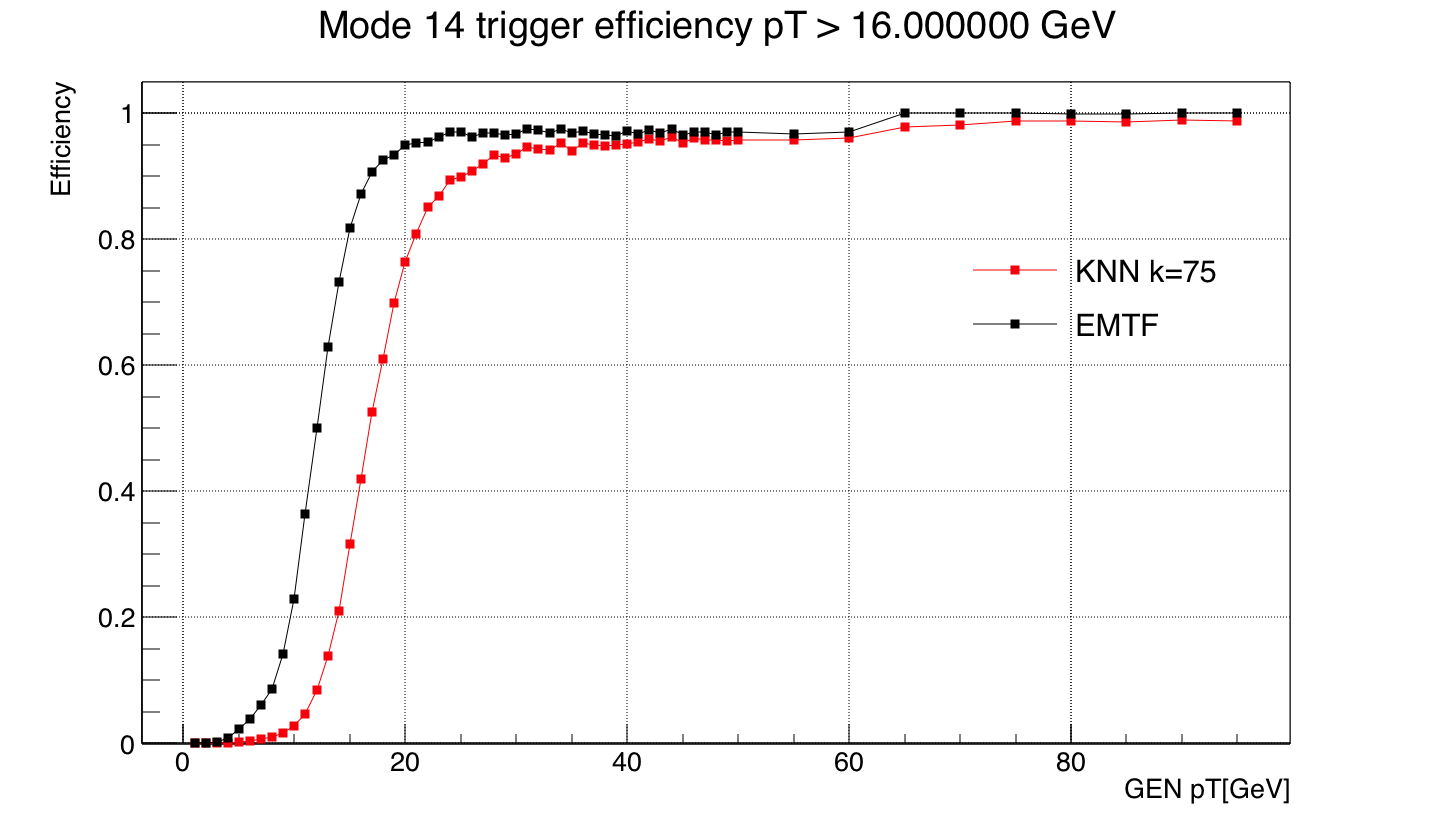 Mode 14 trigger efficiency pT > 16.000000 GeV
Efficiency
1
0.8
0.6
0.4
0.2
0
KNN k=75
EMTF
0 20 40 60 80
GEN pT[GeV]